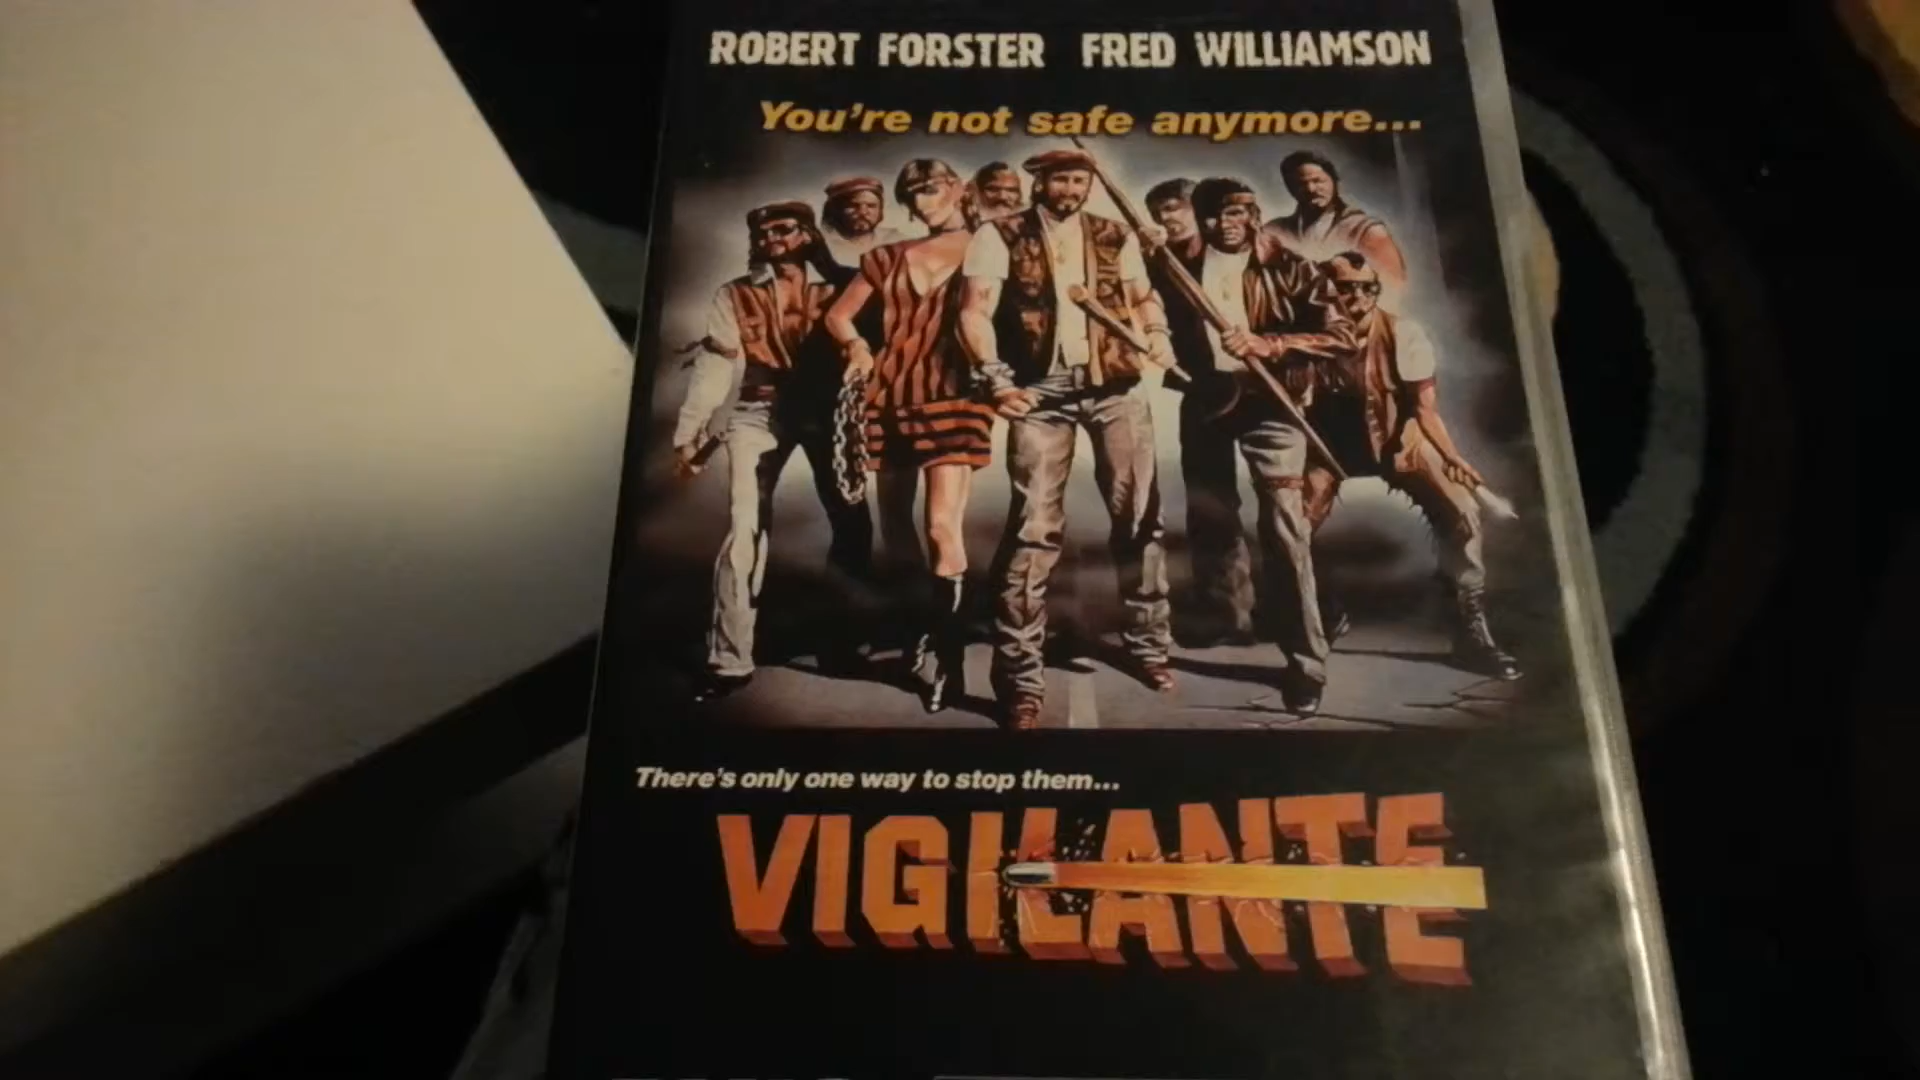 ROBERT FORSTER FRED WILLIAMSON
You're not safe anymore...
There's only one way to stop them...
VIGILANTE